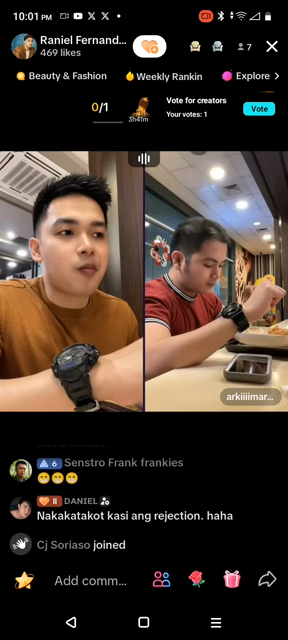 10:01 PM
Raniel Fernand...
469 likes
7
Beauty & Fashion
Weekly Rankin
Explore
0/1
3h41m
Vote for creators
Your votes: 1
Vote
arkiiiimar...
6 Senstro Frank frankies
8 DANIEL
Nakakatakot kasi ang rejection. haha
Cj Soriaso joined
Add comm...